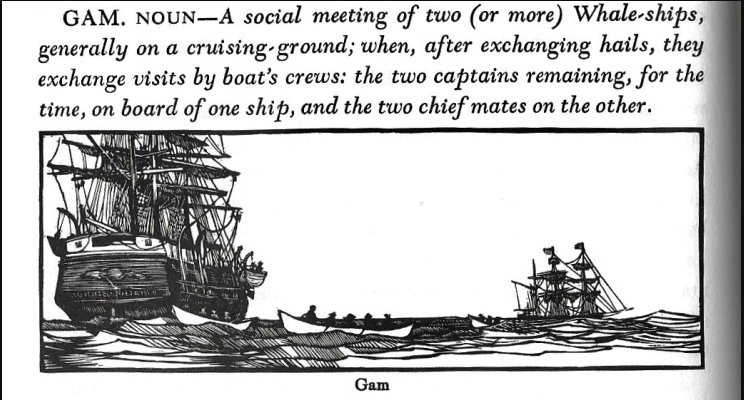 GAM. NOUN—A social meeting of two (or more) Whale-ships,
generally on a cruising-ground; when, after exchanging hails, they
exchange visits by boat's crews: the two captains remaining, for the
time, on board of one ship, and the two chief mates on the other.
Gam